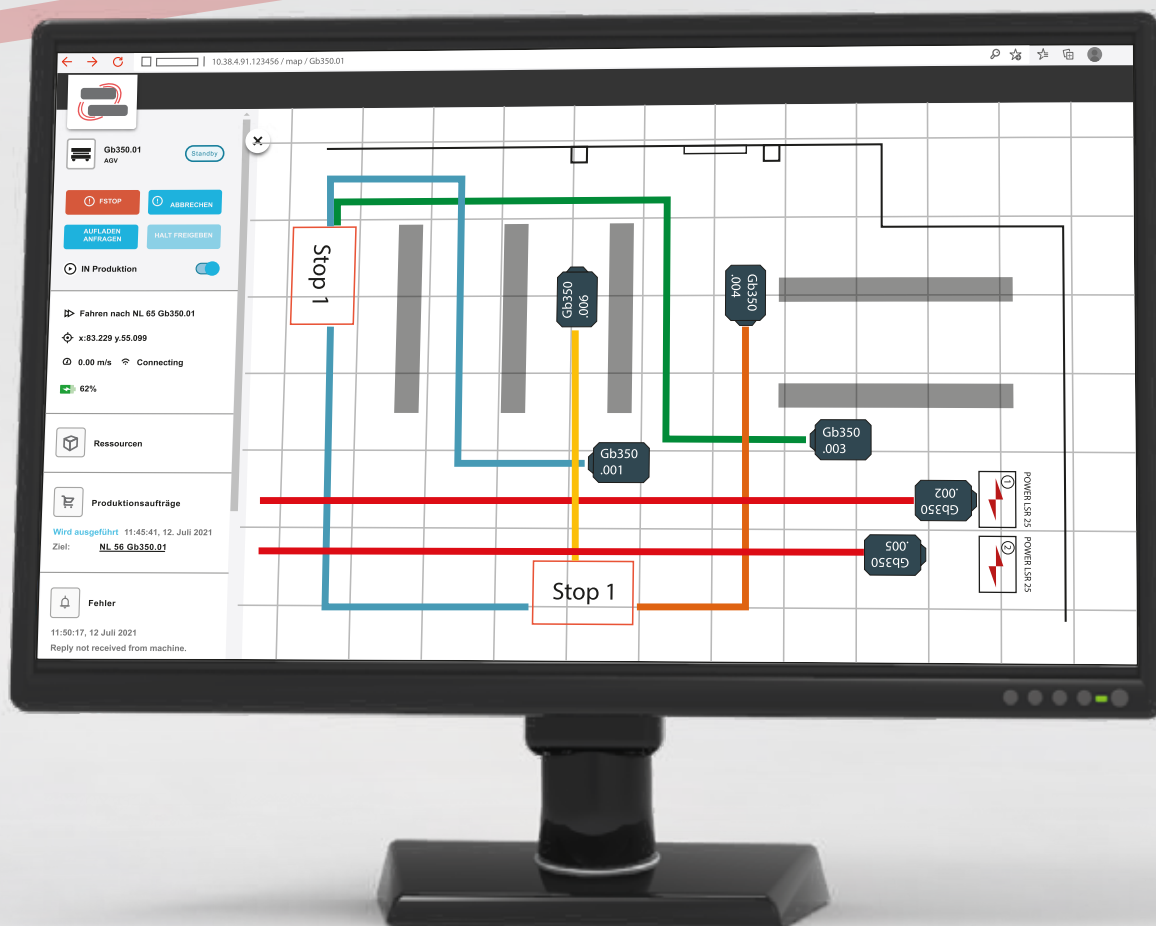 10.38.4.91.123456 / map / Gb350.01
Gb350.01
AGV
Standby
FSTOP
ABBRECHEN
AUFLADEN
ANFRAGEN
HALT FREIGEBEN
IN Produktion
Fahren nach NL 65 Gb350.01
x:83.229 y.55.099
0.00 m/s Connecting
62%
Ressourcen
Produktionsaufträge
Wird ausgeführt 11:45:41, 12. Juli 2021
Ziel: NL 56 Gb350.01
Fehler
11:50:17, 12 Juli 2021
Reply not received from machine.
Stop 1
Gb350
.006
Gb350
.004
Gb350
.003
Gb350
.001
Gb350
.002
1
POWER LSR 25
Gb350
.005
2
POWER LSR 25
Stop 1